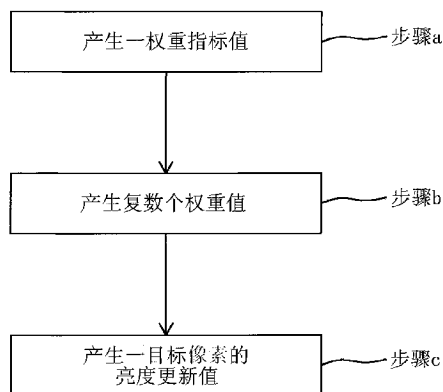 产生一权重指标值
步骤a
产生复数个权重值
步骤b
产生一目标像素的
亮度更新值
步骤c